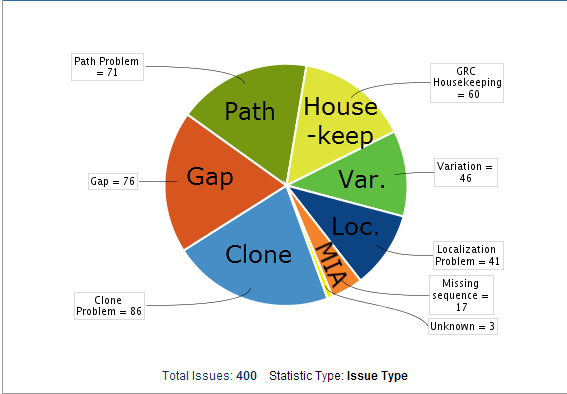 Path Problem
= 71
GRC
Housekeeping
= 60
Path
House
-keep
Variation =
46
Gap = 76
Gap
Var.
Loc.
Localization
Problem = 41
Clone
MIA
Missing
sequence =
17
Clone
Problem = 86
Unknown = 3
Total Issues: 400 Statistic Type: Issue Type